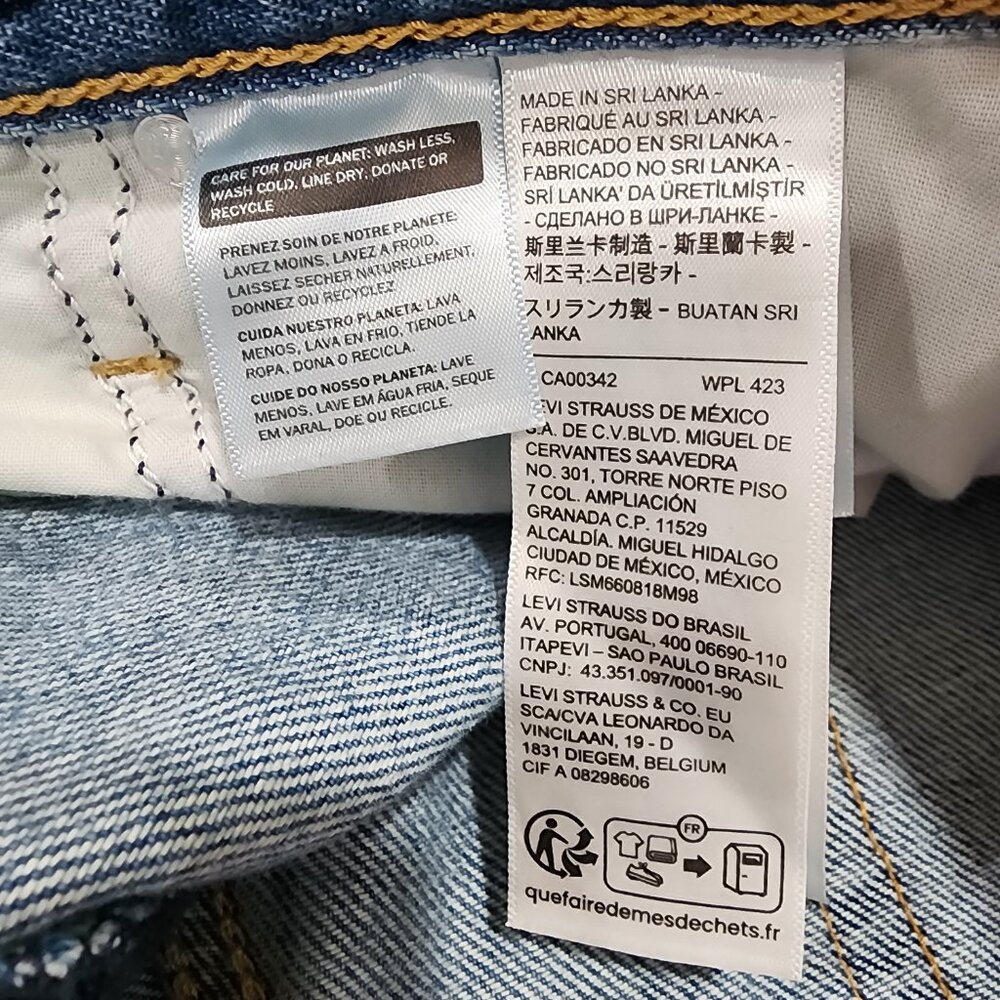 CARE FOR OUR PLANET: WASH LESS,
WASH COLD, LINE DRY, DONATE OR
RECYCLE
PRENEZ SOIN DE NOTRE PLANETE:
LAVEZ MOINS, LAVEZ A FROID,
LAISSEZ SECHER NATURELLEMENT,
DONNEZ OU RECYCLEZ
CUIDA NUESTRO PLANETA: LAVA
MENOS, LAVA EN FRIO, TIENDE LA
ROPA, DONA O RECICLA.
CUIDE DO NOSSO PLANETA: LAVE
MENOS, LAVE EM ÁGUA FRIA, SEQUE
EM VARAL, DOE OU RECICLE.
MADE IN SRI LANKA -
FABRIQUÉ AU SRI LANKA -
FABRICADO EN SRI LANKA -
FABRICADO NO SRI LANKA -
SRİ LANKA' DA ÜRETİLMİŞTİR
- СДЕЛАНО В ШРИ-ЛАНКЕ -
斯里兰卡制造 - 斯里蘭卡製 -
제조국:스리랑카 -
スリランカ製 - BUATAN SRI
ANKA
CA00342 WPL 423
EVI STRAUSS DE MÉXICO
S.A. DE C.V.BLVD. MIGUEL DE
CERVANTES SAAVEDRA
NO. 301, TORRE NORTE PISO
7 COL. AMPLIACIÓN
GRANADA C.P. 11529
ALCALDÍA. MIGUEL HIDALGO
CIUDAD DE MÉXICO, MÉXICO
RFC: LSM660818M98
LEVI STRAUSS DO BRASIL
AV. PORTUGAL, 400 06690-110
ITAPEVI – SAO PAULO BRASIL
CNPJ: 43.351.097/0001-90
LEVI STRAUSS & CO. EU
SCA/CVA LEONARDO DA
VINCILAAN, 19 - D
1831 DIEGEM, BELGIUM
CIF A 08298606
FR
quefairedemesdechets.fr